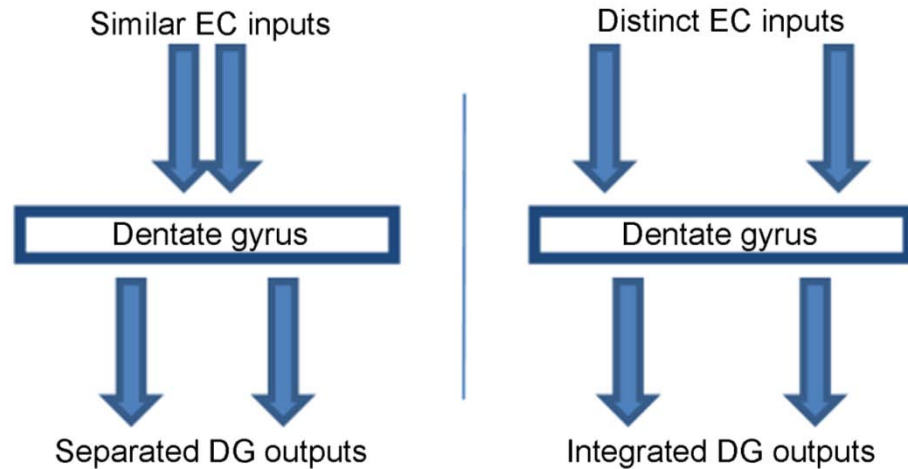 Similar EC inputs
Dentate gyrus
Separated DG outputs
Distinct EC inputs
Dentate gyrus
Integrated DG outputs